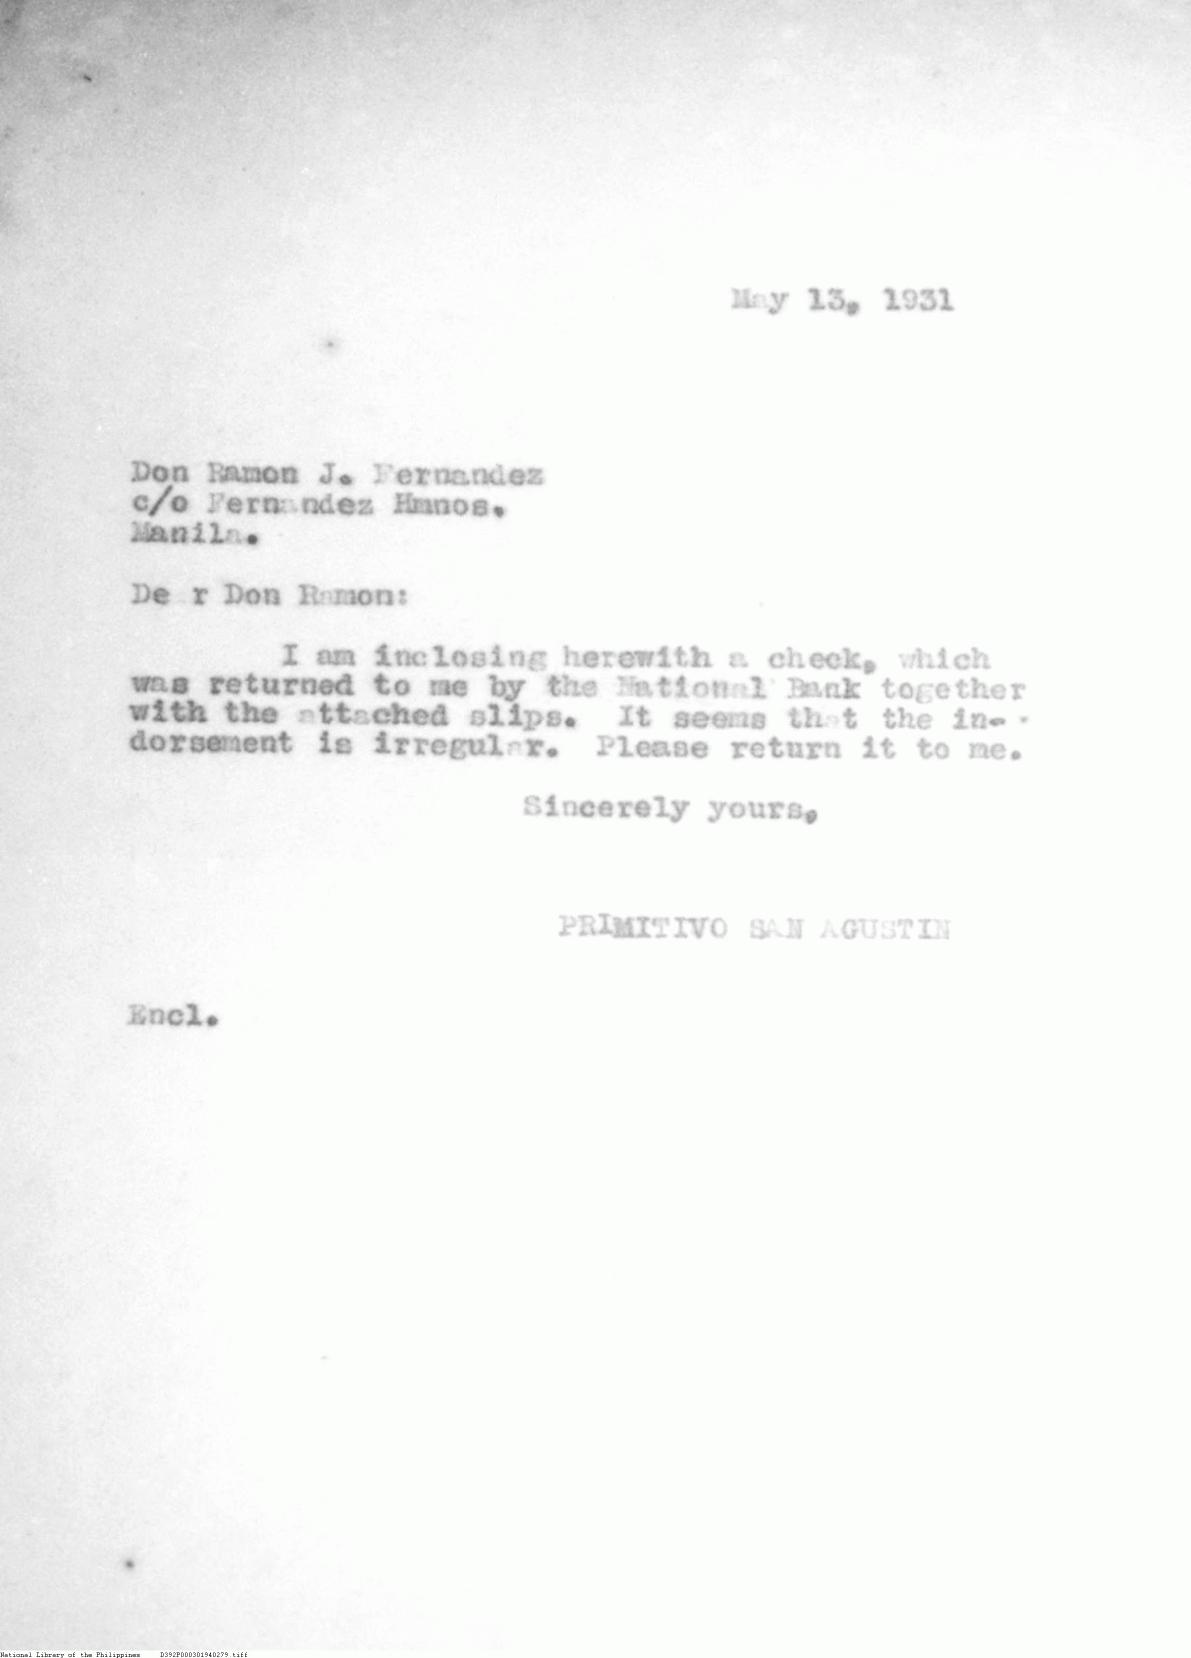 May 13, 1931
Don Ramon J. Fernandez
c/o Fernandez Hmnos.
Manila.
Dear Don Ramon:
I am inclosing herewith a check, which
was returned to me by the National Bank together
with the attached slips. It seems that the in-
dorsement is irregular. Please return it to me.
Sincerely yours,
PRIMITIVO SAN AGUSTIN
Encl.
National Library of the Philippines D392P000301940279.tiff